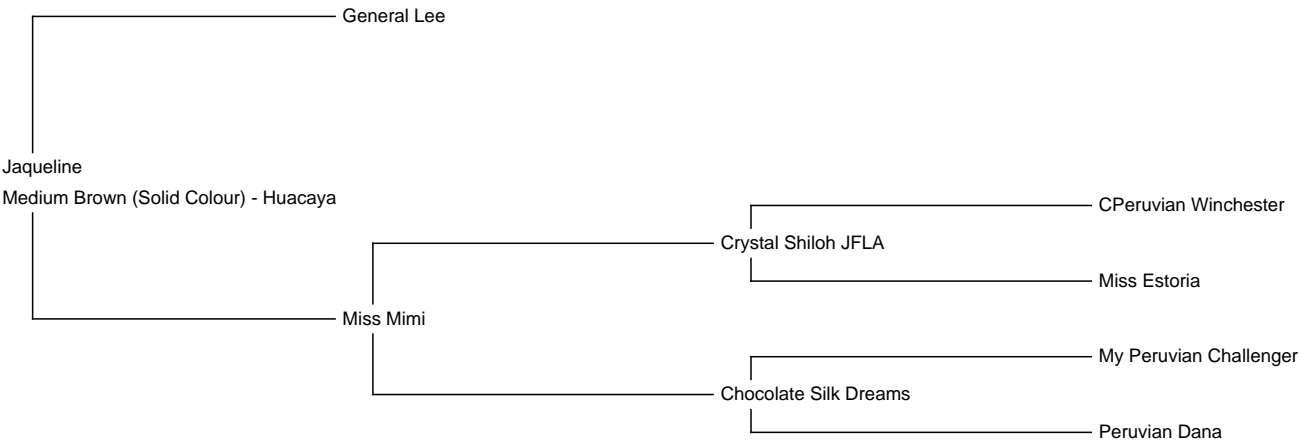 General Lee
Jaqueline
Medium Brown (Solid Colour) - Huacaya
CPeruvian Winchester
Crystal Shiloh JFLA
Miss Estoria
Miss Mimi
My Peruvian Challenger
Chocolate Silk Dreams
Peruvian Dana